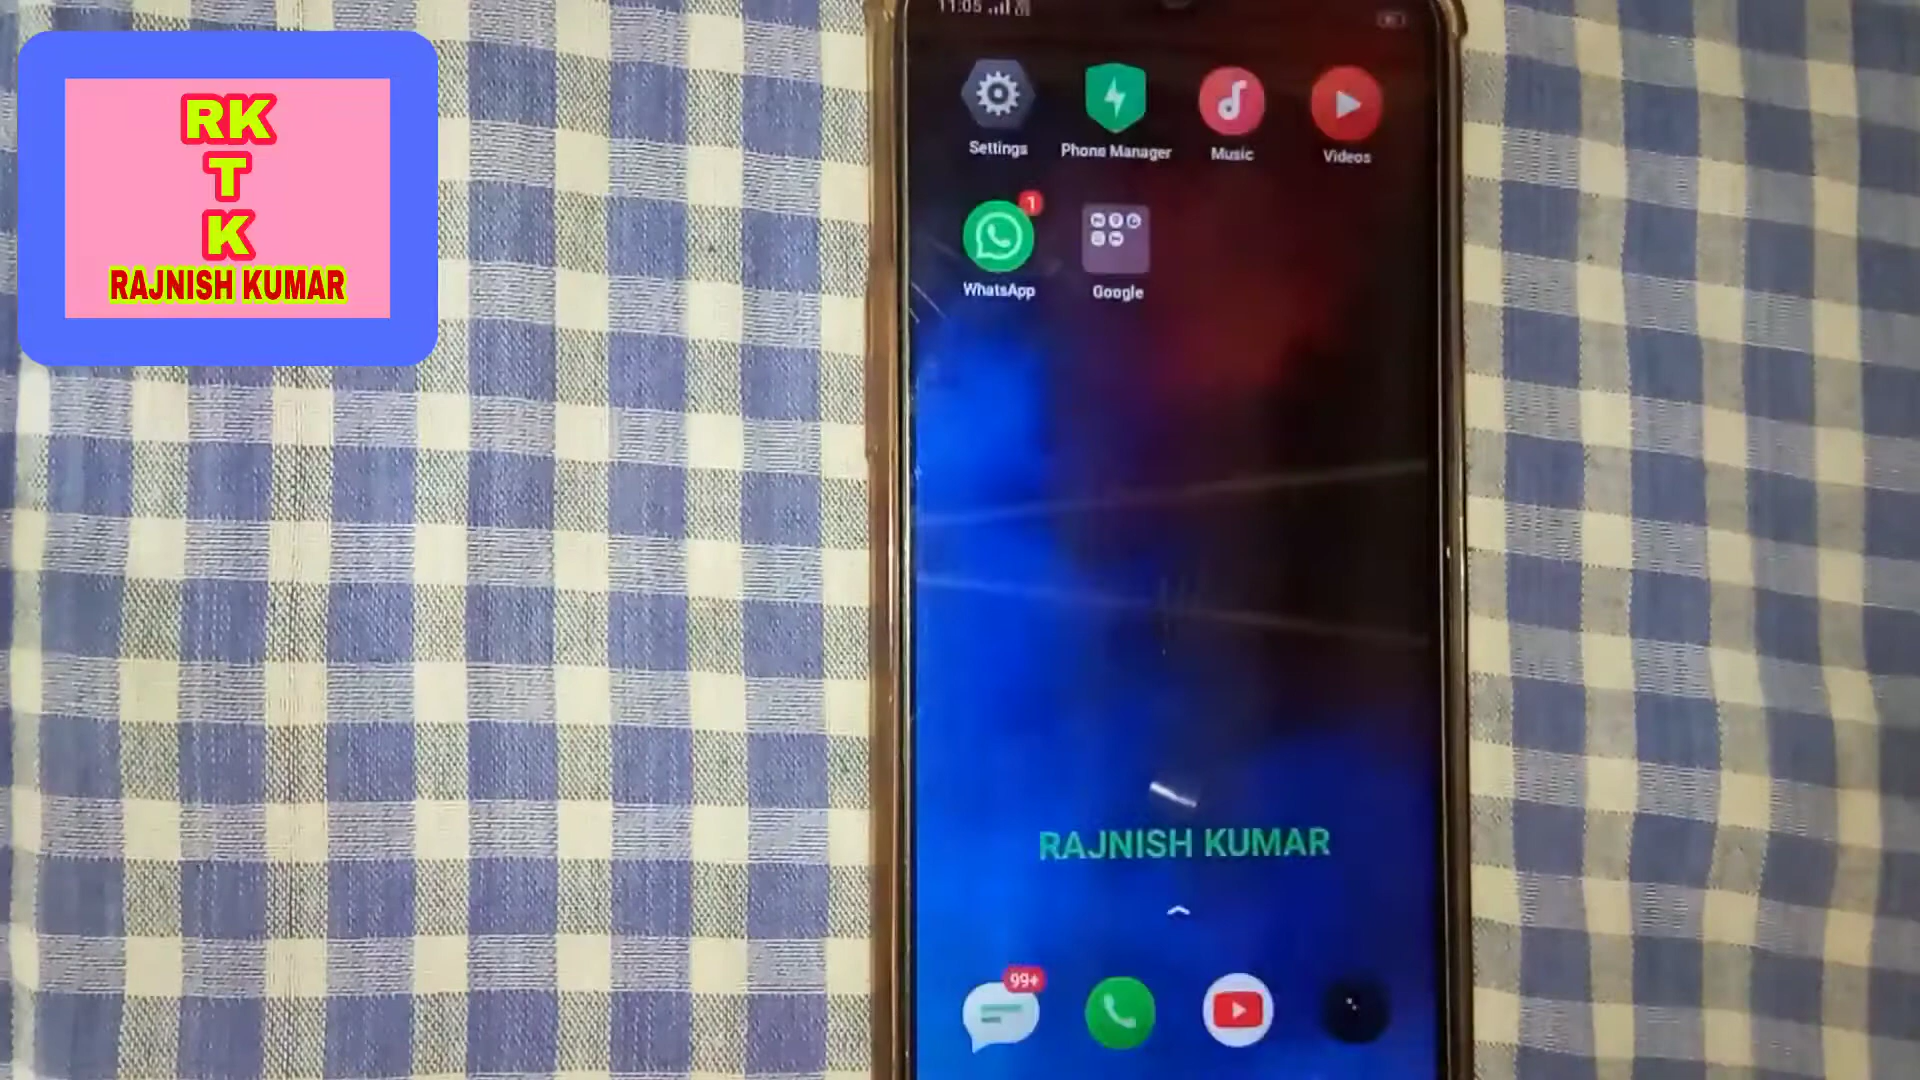 RK
T
K
RAJNISH KUMAR
11:05
Settings
Phone Manager
Music
Videos
1
WhatsApp
Google
RAJNISH KUMAR
99+